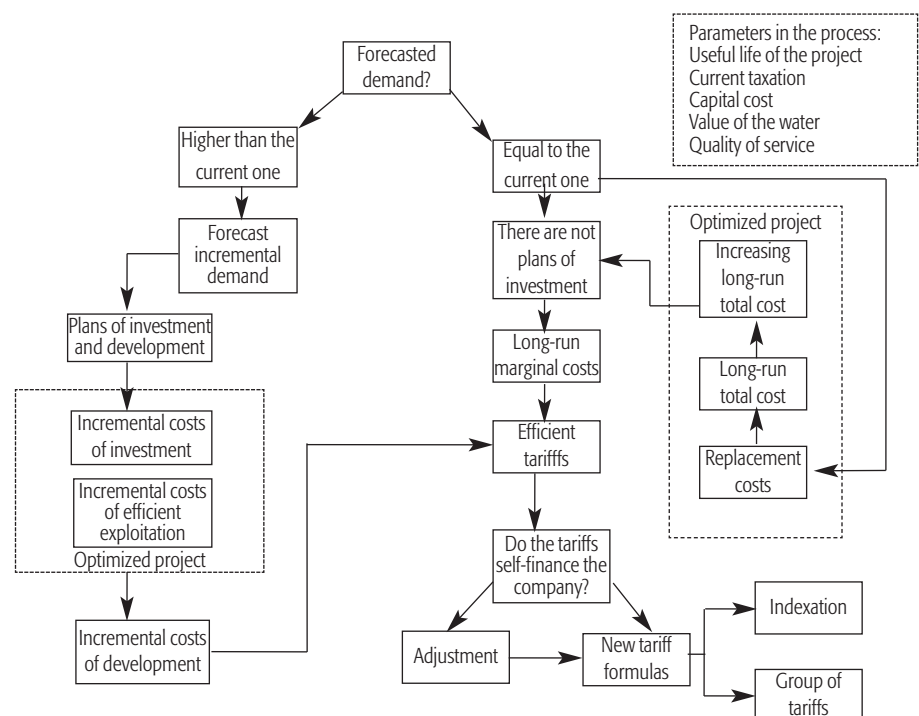 Forecasted
demand?
Parameters in the process:
Useful life of the project
Current taxation
Capital cost
Value of the water
Quality of service
Higher than the
current one
Equal to the
current one
Forecast
incremental
demand
There are not
plans of
investment
Optimized project
Increasing
long-run
total cost
Plans of investment
and development
Long-run
marginal costs
Long-run
total cost
Incremental costs
of investment
Efficient
tarifffs
Replacement
costs
Incremental costs
of efficient
exploitation
Optimized project
Do the tariffs
self-finance the
company?
Incremental costs
of development
Adjustment
New tariff
formulas
Indexation
Group of
tariffs